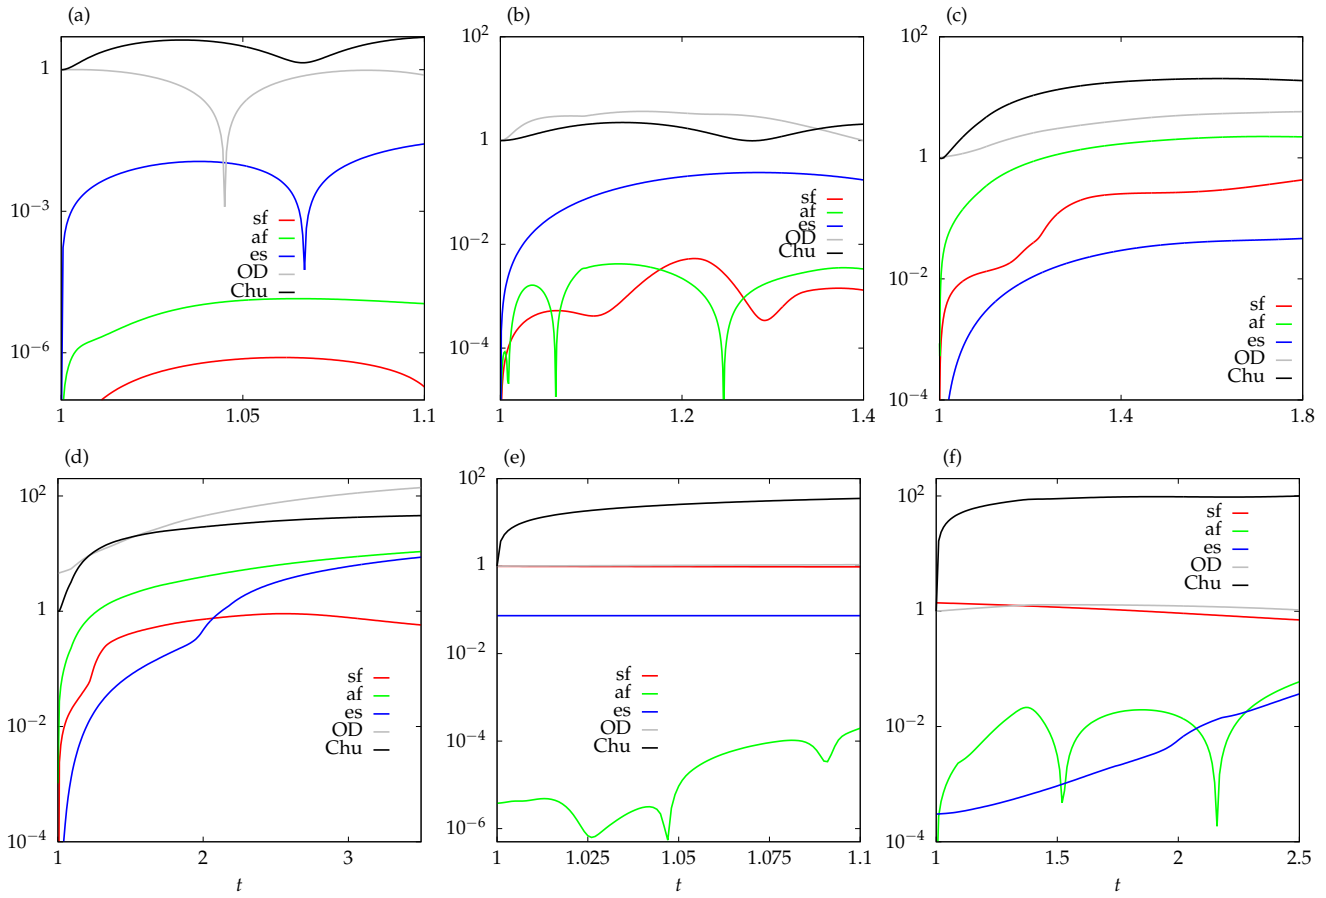 (a)
1
10−3
10−6
sf
af
es
OD
Chu
1 1.05 1.1
(b)
10^2
1
10−2
10−4
sf
af
es
OD
Chu
1 1.2 1.4
(c)
10^2
1
10−2
10−4
sf
af
es
OD
Chu
1 1.4 1.8
(d)
10^2
1
10−2
10−4
sf
af
es
OD
Chu
1 2 3
t
(e)
10^2
1
10−2
10−4
10−6
sf
af
es
OD
Chu
1 1.025 1.05 1.075 1.1
t
(f)
10^2
1
10−2
10−4
sf
af
es
OD
Chu
1 1.5 2 2.5
t